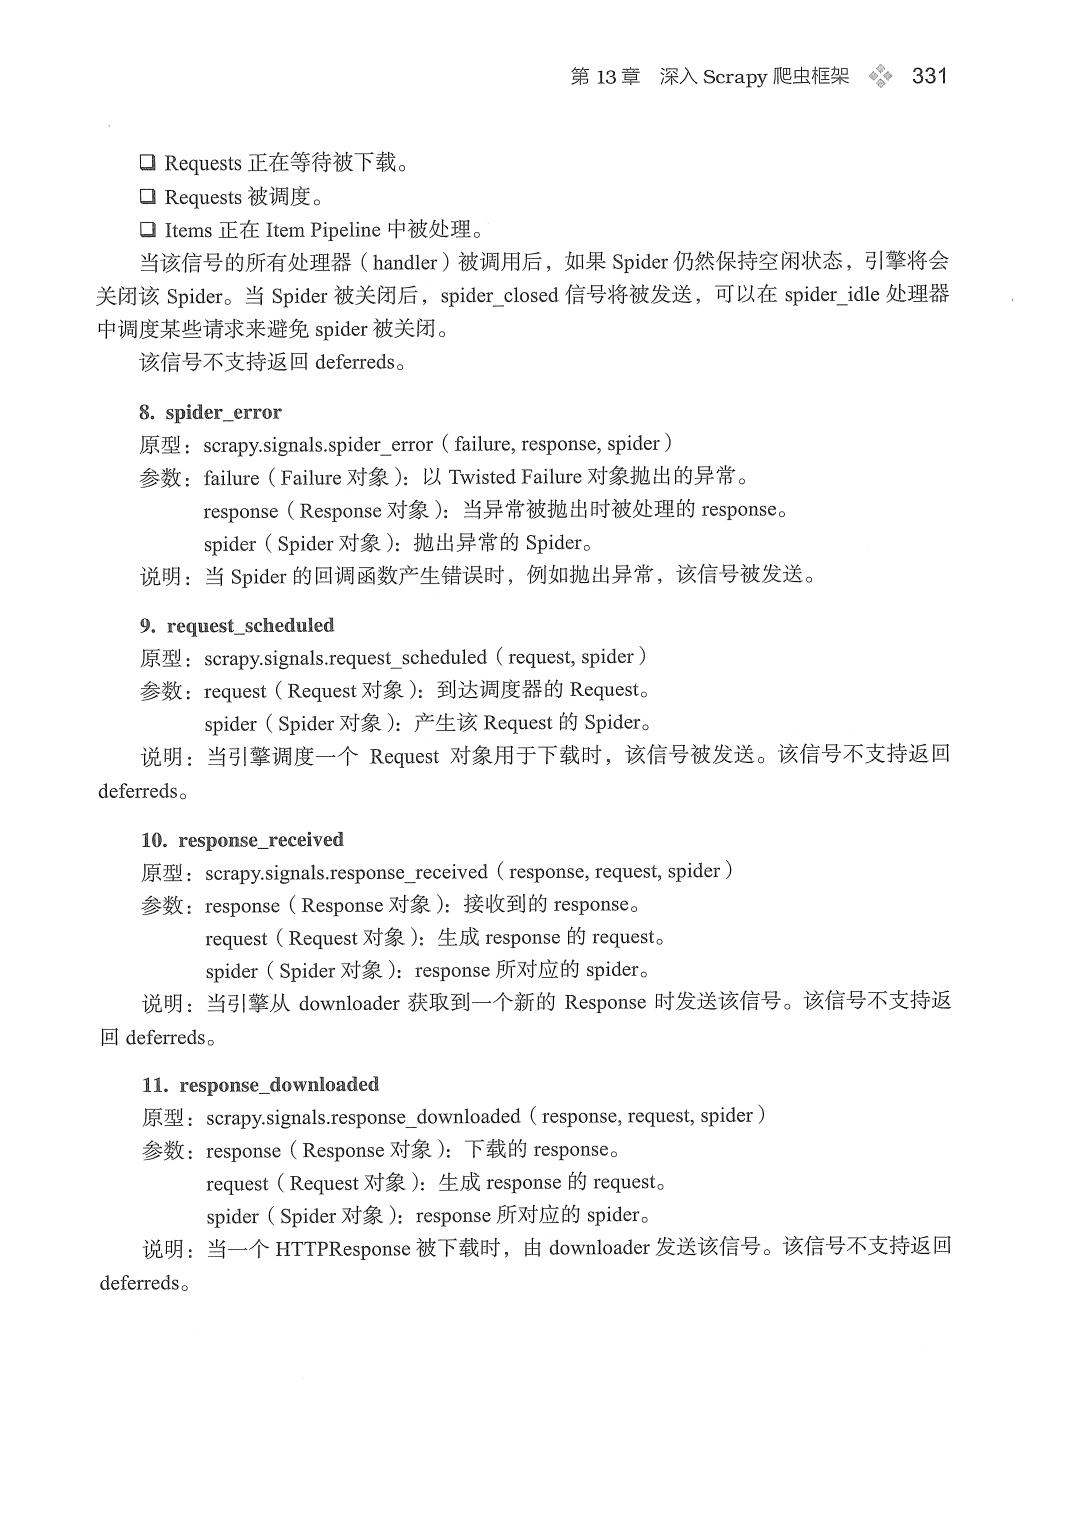 第 13 章　深入 Scrapy 爬虫框架　331
❑ Requests 正在等待被下载。
❑ Requests 被调度。
❑ Items 正在 Item Pipeline 中被处理。
当该信号的所有处理器（handler）被调用后，如果 Spider 仍然保持空闲状态，引擎将会
关闭该 Spider。当 Spider 被关闭后，spider_closed 信号将被发送，可以在 spider_idle 处理器
中调度某些请求来避免 spider 被关闭。
该信号不支持返回 deferreds。
8. spider_error
原型：scrapy.signals.spider_error（failure, response, spider）
参数：failure（Failure 对象）：以 Twisted Failure 对象抛出的异常。
response（Response 对象）：当异常被抛出时被处理的 response。
spider（Spider 对象）：抛出异常的 Spider。
说明：当 Spider 的回调函数产生错误时，例如抛出异常，该信号被发送。
9. request_scheduled
原型：scrapy.signals.request_scheduled（request, spider）
参数：request（Request 对象）：到达调度器的 Request。
spider（Spider 对象）：产生该 Request 的 Spider。
说明：当引擎调度一个 Request 对象用于下载时，该信号被发送。该信号不支持返回
deferreds。
10. response_received
原型：scrapy.signals.response_received（response, request, spider）
参数：response（Response 对象）：接收到的 response。
request（Request 对象）：生成 response 的 request。
spider（Spider 对象）：response 所对应的 spider。
说明：当引擎从 downloader 获取到一个新的 Response 时发送该信号。该信号不支持返
回 deferreds。
11. response_downloaded
原型：scrapy.signals.response_downloaded（response, request, spider）
参数：response（Response 对象）：下载的 response。
request（Request 对象）：生成 response 的 request。
spider（Spider 对象）：response 所对应的 spider。
说明：当一个 HTTPResponse 被下载时，由 downloader 发送该信号。该信号不支持返回
deferreds。